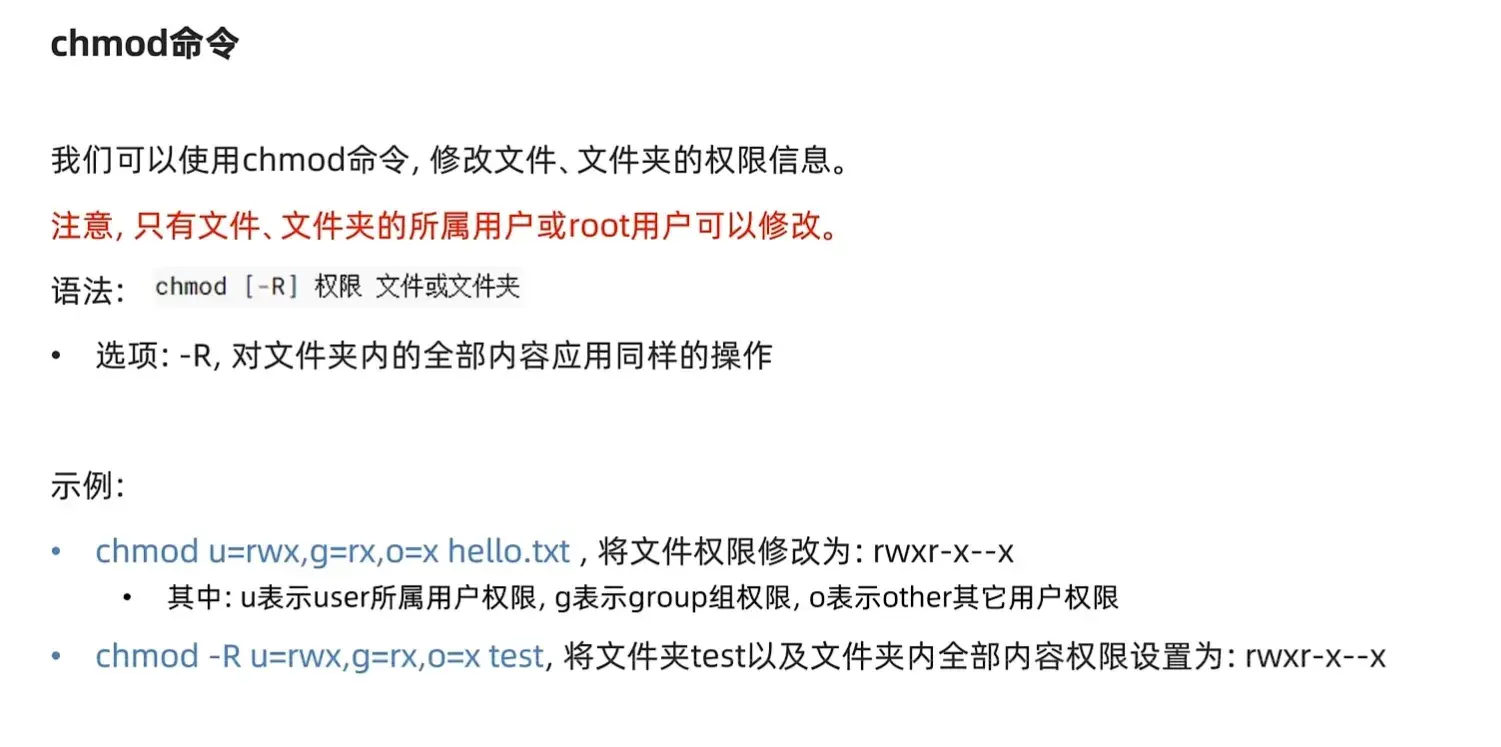 chmod命令
我们可以使用chmod命令, 修改文件、文件夹的权限信息。
注意, 只有文件、文件夹的所属用户或root用户可以修改。
语法: chmod [-R] 权限 文件或文件夹
• 选项: -R, 对文件夹内的全部内容应用同样的操作
示例:
• chmod u=rwx,g=rx,o=x hello.txt , 将文件权限修改为: rwxr-x--x
• 其中: u表示user所属用户权限, g表示group组权限, o表示other其它用户权限
• chmod -R u=rwx,g=rx,o=x test, 将文件夹test以及文件夹内全部内容权限设置为: rwxr-x--x